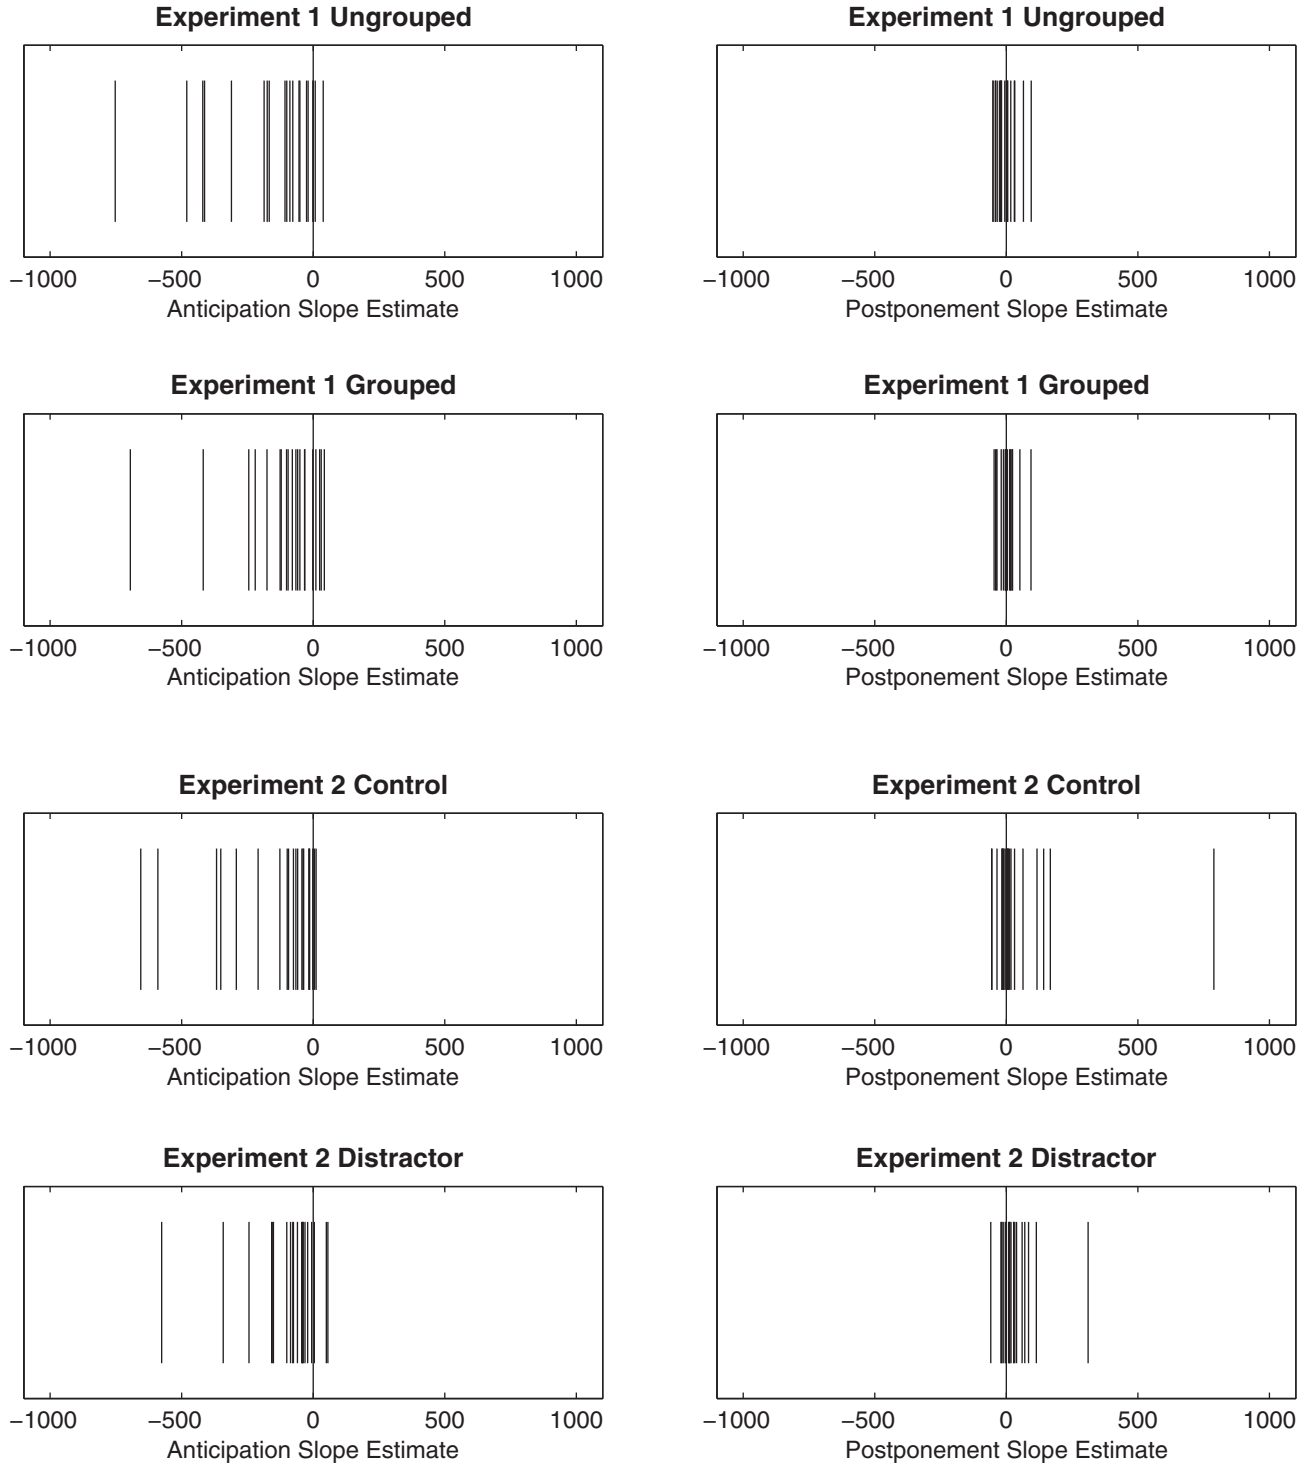 Experiment 1 Ungrouped
−1000 −500 0 500 1000
Anticipation Slope Estimate
Experiment 1 Ungrouped
−1000 −500 0 500 1000
Postponement Slope Estimate
Experiment 1 Grouped
−1000 −500 0 500 1000
Anticipation Slope Estimate
Experiment 1 Grouped
−1000 −500 0 500 1000
Postponement Slope Estimate
Experiment 2 Control
−1000 −500 0 500 1000
Anticipation Slope Estimate
Experiment 2 Control
−1000 −500 0 500 1000
Postponement Slope Estimate
Experiment 2 Distractor
−1000 −500 0 500 1000
Anticipation Slope Estimate
Experiment 2 Distractor
−1000 −500 0 500 1000
Postponement Slope Estimate